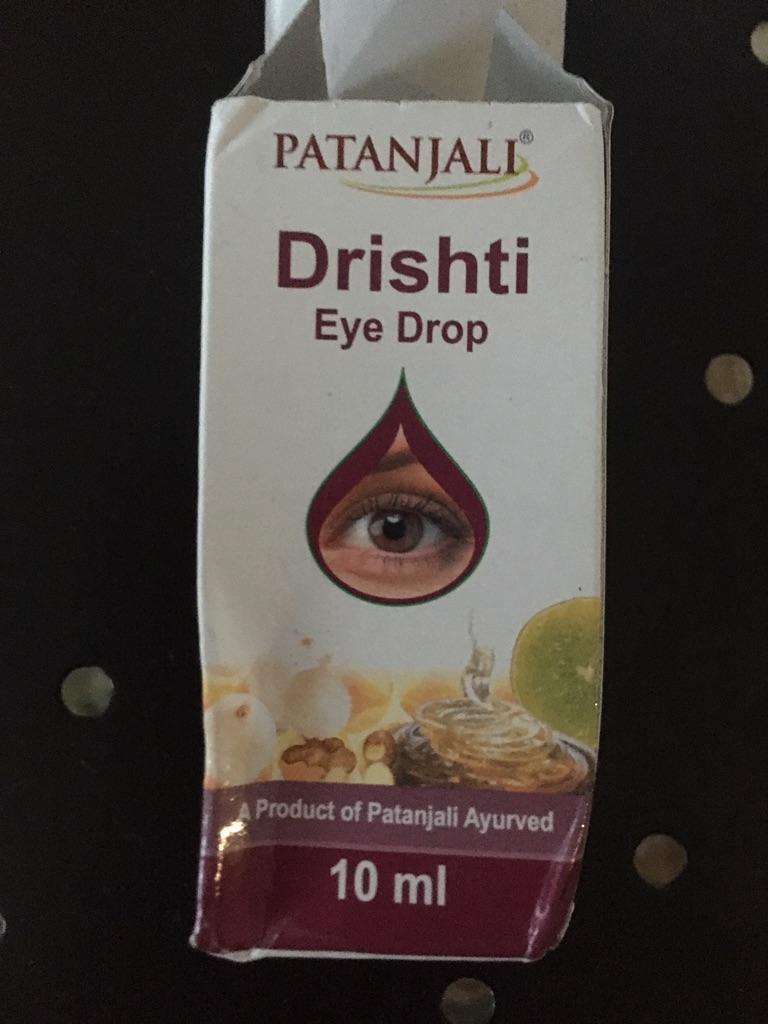 PATANJALI®
Drishti
Eye Drop
A Product of Patanjali Ayurved
10 ml